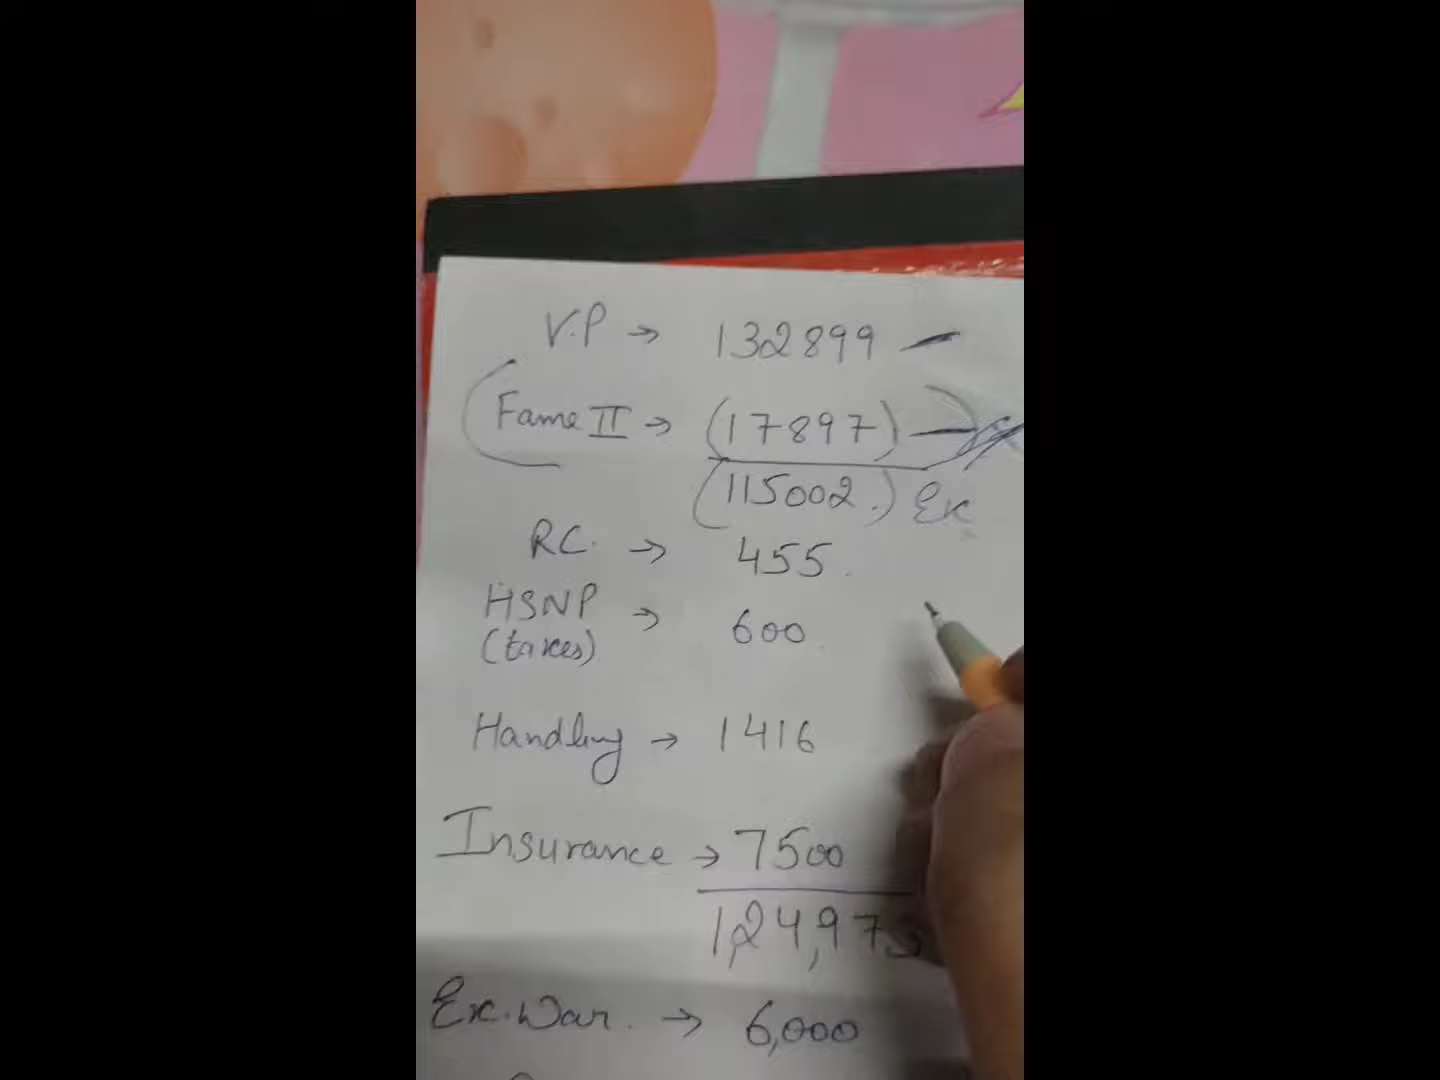 V.P → 132899 —
(Fame II → (17897) —)
(115002.) Ex
RC. → 455.
HSNP → 600.
(taxes)
Handling → 1416
Insurance → 7500
1,24,973
Ex. War. → 6,000